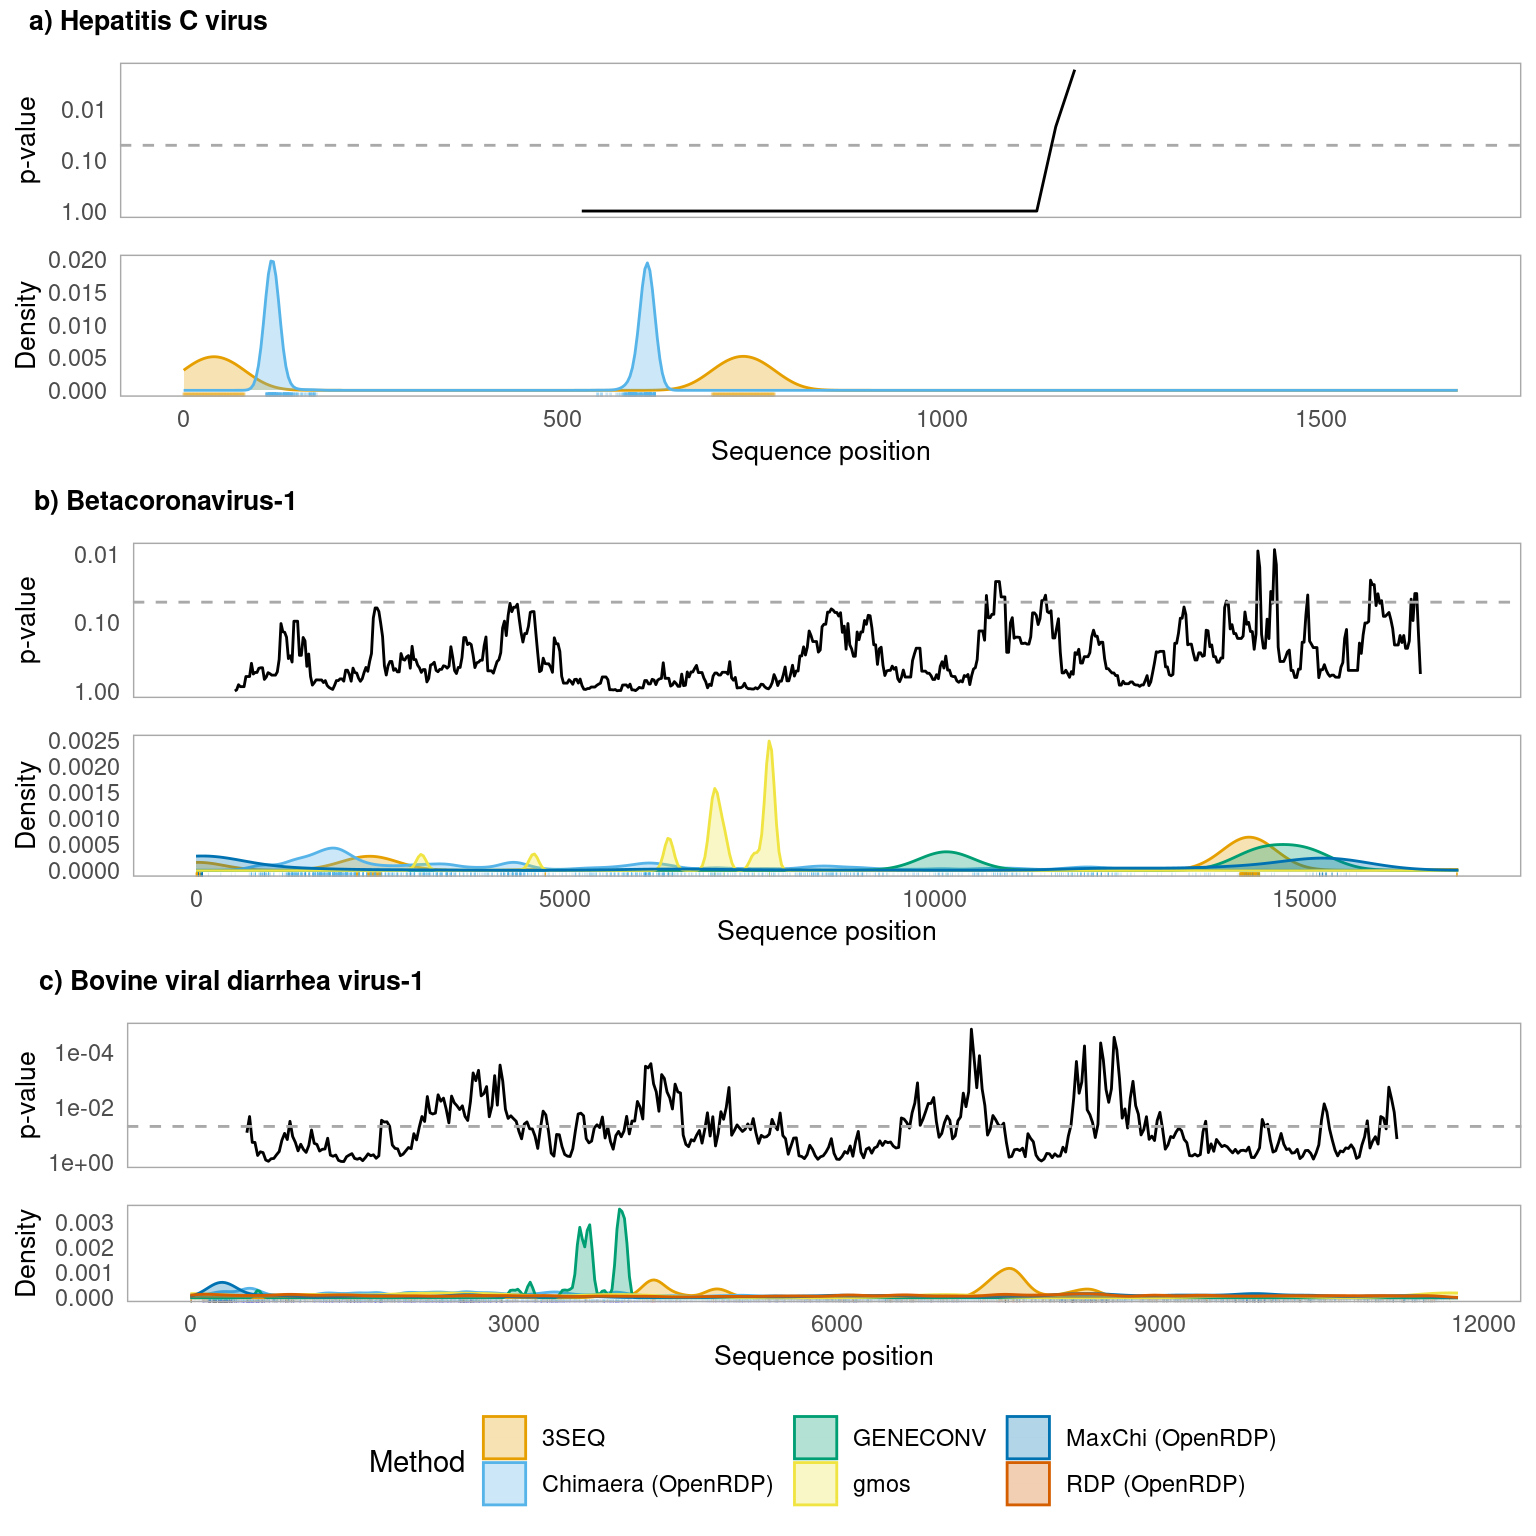 a) Hepatitis C virus
p-value
0.01
0.10
1.00
Density
0.020
0.015
0.010
0.005
0.000
0 500 1000 1500
Sequence position
b) Betacoronavirus-1
p-value
0.01
0.10
1.00
Density
0.0025
0.0020
0.0015
0.0010
0.0005
0.0000
0 5000 10000 15000
Sequence position
c) Bovine viral diarrhea virus-1
p-value
1e-04
1e-02
1e+00
Density
0.003
0.002
0.001
0.000
0 3000 6000 9000 12000
Sequence position
Method
3SEQ GENECONV MaxChi (OpenRDP)
Chimaera (OpenRDP) gmos RDP (OpenRDP)